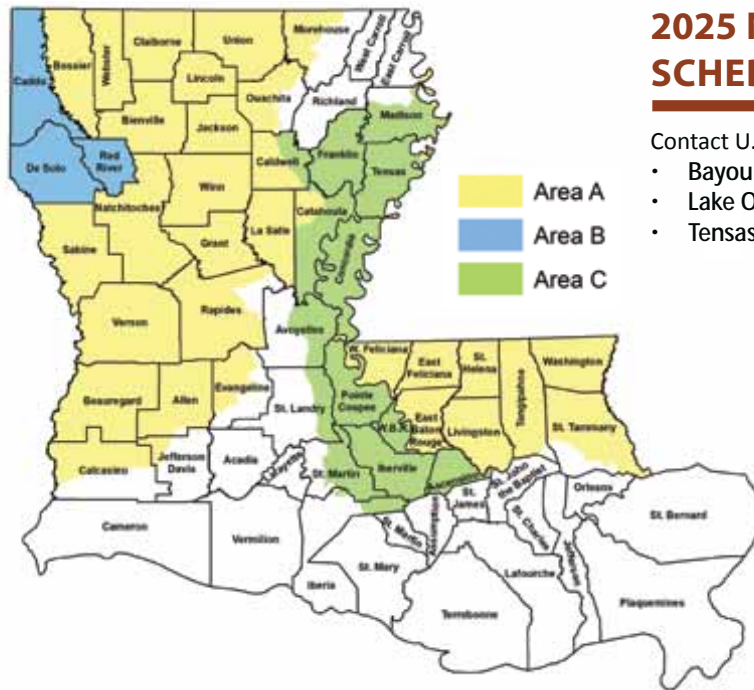 2025
SCHE
Contact U.
• Bayou
• Lake O
• Tensas
Area A
Area B
Area C
Caddo
Bossier
Webster
Claiborne
Union
Morehouse
West Carroll
East Carroll
Lincoln
Ouachita
Richland
Madison
Bienville
Jackson
De Soto
Red River
Caldwell
Franklin
Tensas
Winn
Natchitoches
Catahoula
La Salle
Sabine
Grant
Concordia
Vernon
Rapides
Avoyelles
W. Feliciana
East Feliciana
St. Helena
Tangipahoa
Washington
Beauregard
Allen
Evangeline
St. Landry
Pointe Coupee
W.B.R.
East Baton Rouge
Livingston
St. Tammany
Calcasieu
Jefferson Davis
Acadia
Lafayette
St. Martin
Iberville
Ascension
St. James
St. John the Baptist
Orleans
St. Bernard
Cameron
Vermilion
Iberia
St. Martin
Assumption
St. Mary
St. Charles
Jefferson
Lafourche
Terrebonne
Plaquemines